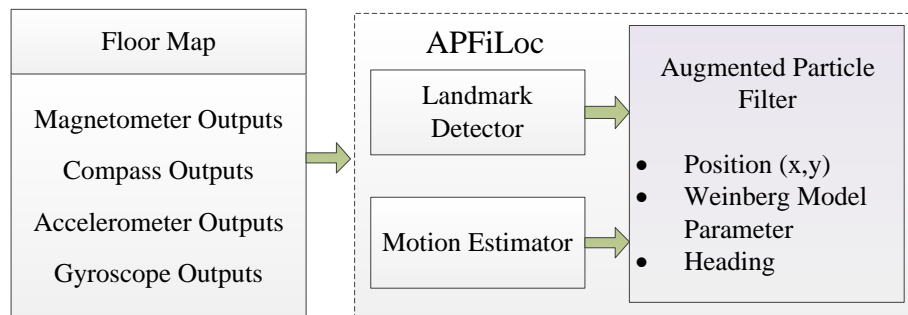 Floor Map
Magnetometer Outputs
Compass Outputs
Accelerometer Outputs
Gyroscope Outputs
APFiLoc
Landmark
Detector
Motion Estimator
Augmented Particle
Filter
• Position (x,y)
• Weinberg Model
Parameter
• Heading